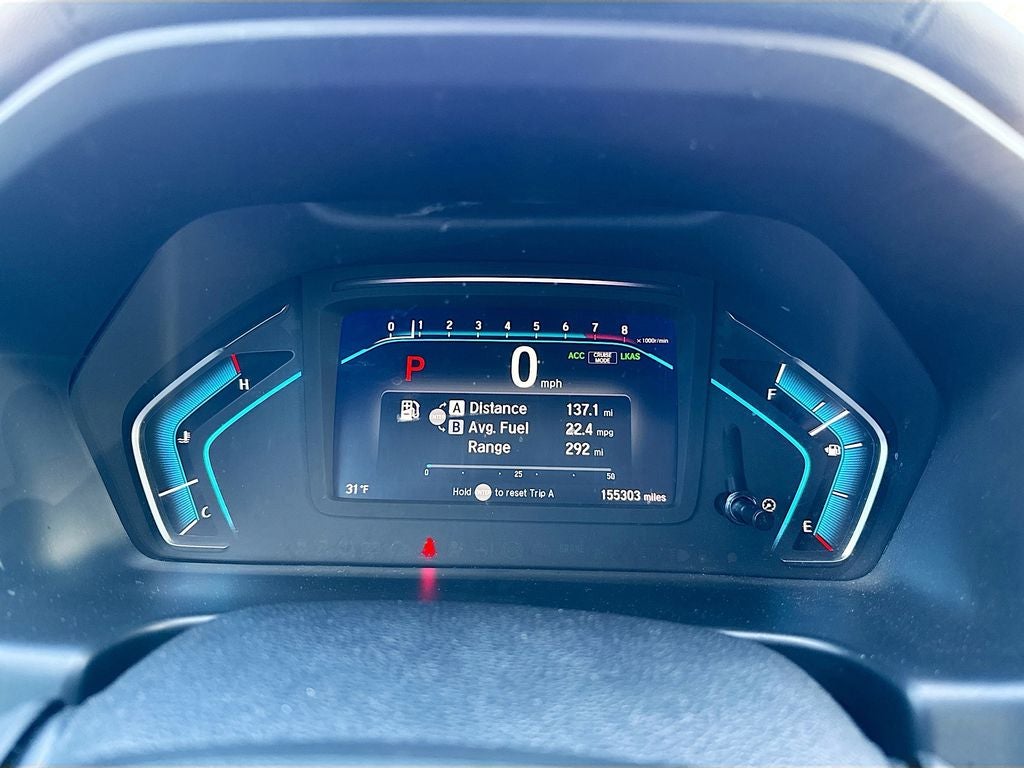 0 1 2 3 4 5 6 7 8
×1000r/min
P 0 mph ACC CRUISE MODE LKAS
A Distance 137.1 mi
B Avg. Fuel 22.4 mpg
Range 292 mi
0 25 50
31°F Hold ENTER to reset Trip A 155303 miles
H
C
F
E